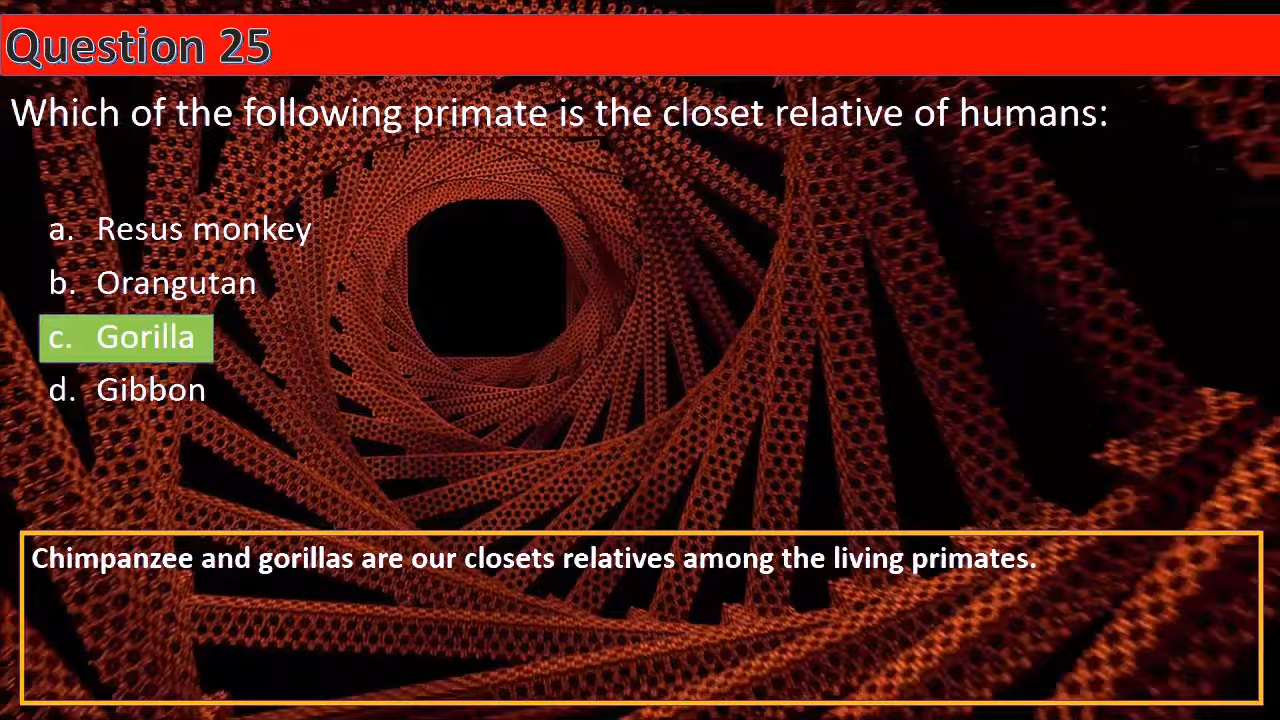 Question 25
Which of the following primate is the closet relative of humans:
a. Resus monkey
b. Orangutan
c. Gorilla
d. Gibbon
Chimpanzee and gorillas are our closets relatives among the living primates.